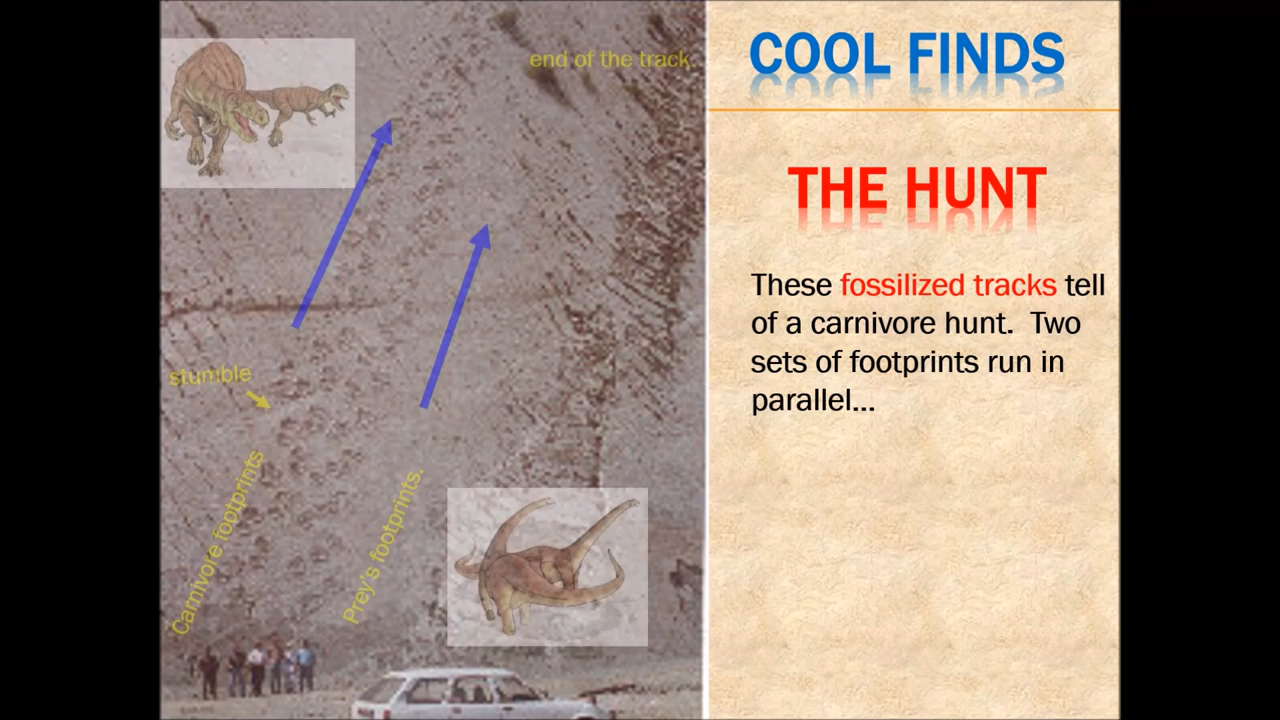 end of the track.
stumble
Carnivore footprints
Prey's footprints.
COOL FINDS
THE HUNT
These fossilized tracks tell
of a carnivore hunt.  Two
sets of footprints run in
parallel...